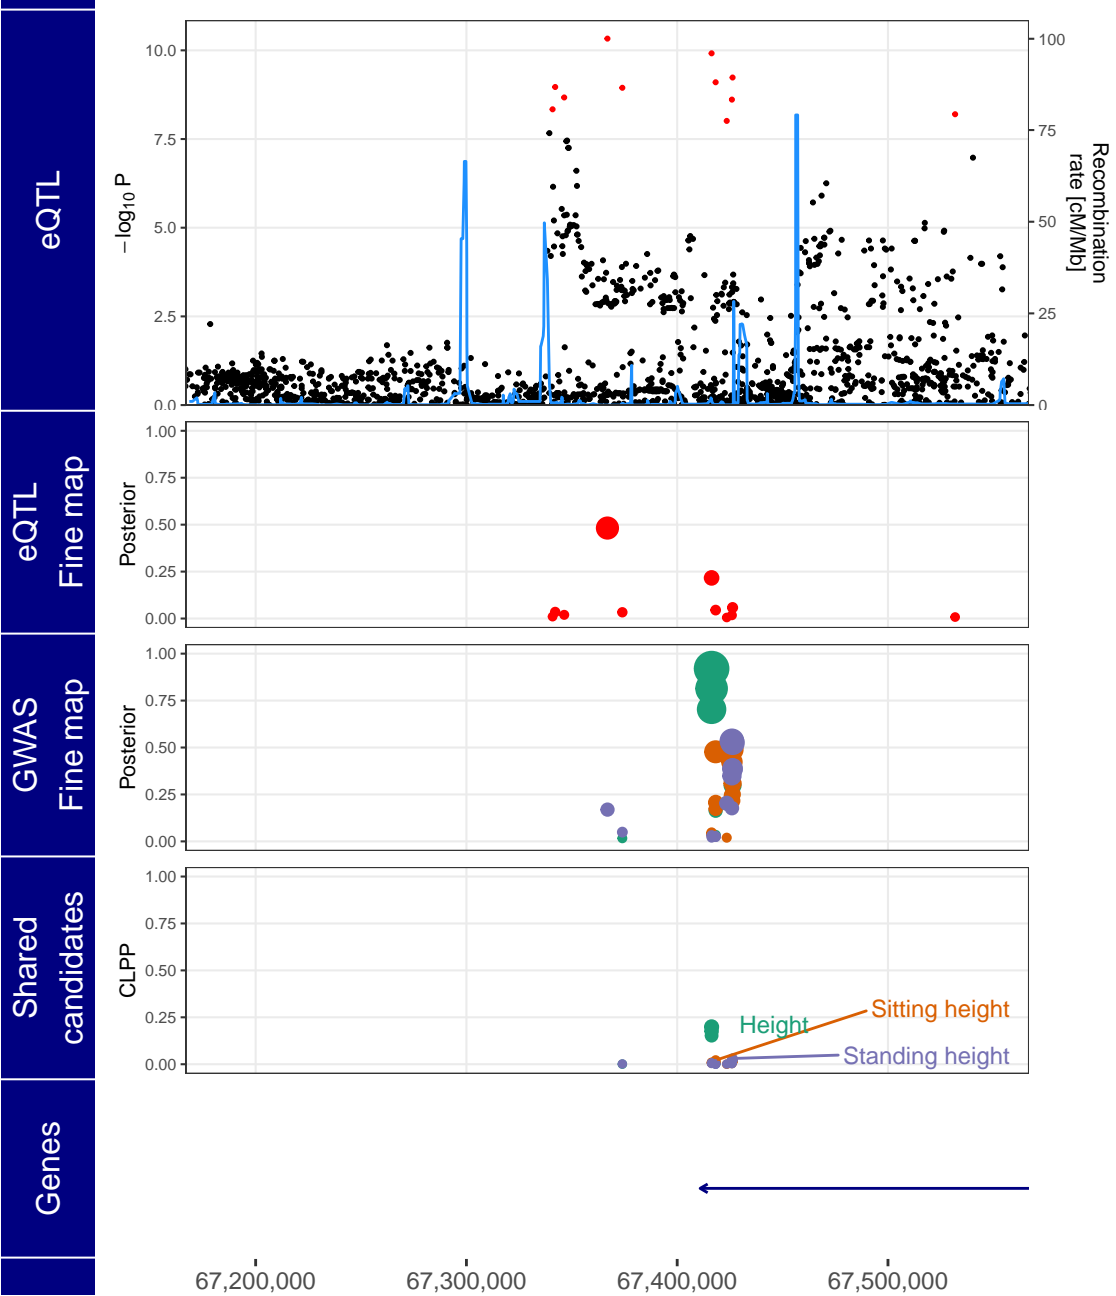 eQTL
−log10 P
10.0
7.5
5.0
2.5
0.0
100
75
50
25
0
Recombination
rate [cM/Mb]
eQTL
Fine map
Posterior
1.00
0.75
0.50
0.25
0.00
GWAS
Fine map
Posterior
1.00
0.75
0.50
0.25
0.00
Shared
candidates
CLPP
1.00
0.75
0.50
0.25
0.00
Sitting height
Height
Standing height
Genes
67,200,000 67,300,000 67,400,000 67,500,000